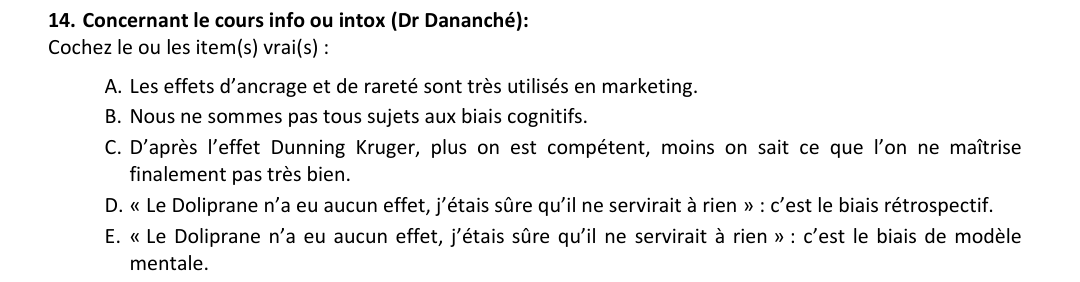 14. Concernant le cours info ou intox (Dr Dananché):
Cochez le ou les item(s) vrai(s) :
A. Les effets d’ancrage et de rareté sont très utilisés en marketing.
B. Nous ne sommes pas tous sujets aux biais cognitifs.
C. D’après l’effet Dunning Kruger, plus on est compétent, moins on sait ce que l’on ne maîtrise
finalement pas très bien.
D. « Le Doliprane n’a eu aucun effet, j’étais sûre qu’il ne servirait à rien » : c’est le biais rétrospectif.
E. « Le Doliprane n’a eu aucun effet, j’étais sûre qu’il ne servirait à rien » : c’est le biais de modèle
mentale.